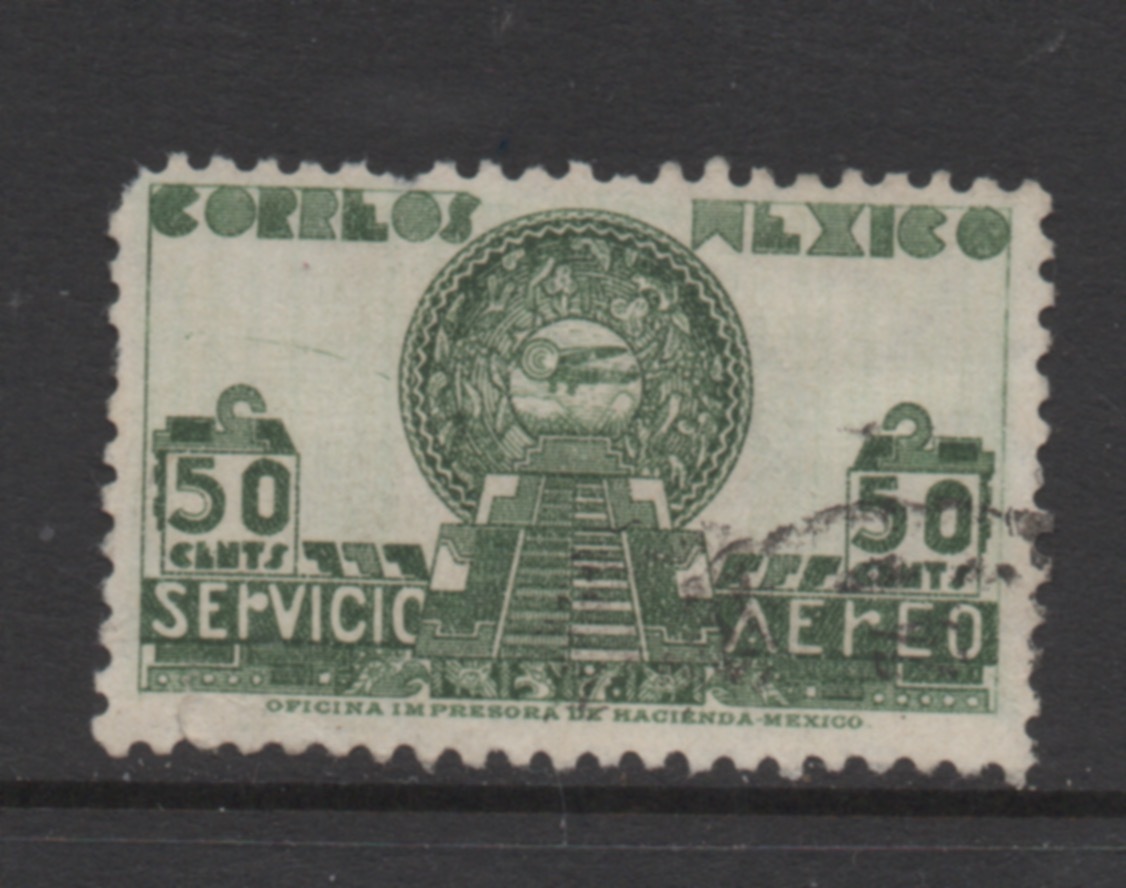 CORREOS MEXICO
50 50
CENTS CENTS
SERVICIO AEREO
OFICINA IMPRESORA DE HACIENDA-MEXICO.